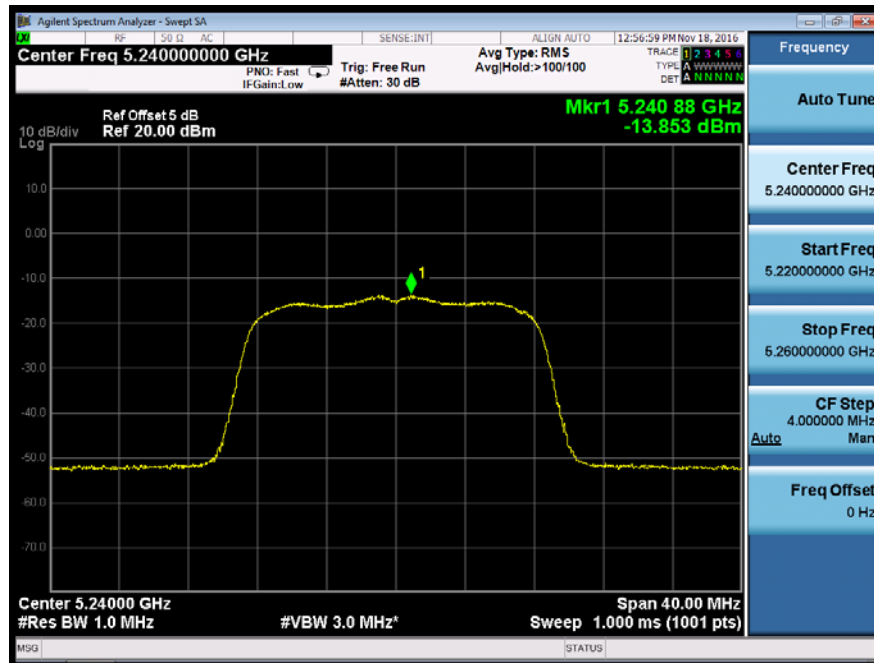 Agilent Spectrum Analyzer - Swept SA
LXI RF 50 Ω AC SENSE:INT ALIGN AUTO 12:56:59 PM Nov 18, 2016
Center Freq 5.240000000 GHz
PNO: Fast
IFGain:Low
Trig: Free Run
#Atten: 30 dB
Avg Type: RMS
Avg|Hold:>100/100
TRACE 1 2 3 4 5 6
TYPE A WWWWW
DET A N N N N N
Ref Offset 5 dB
10 dB/div Ref 20.00 dBm
Log
Mkr1 5.240 88 GHz
-13.853 dBm
10.0
0.00
-10.0
-20.0
-30.0
-40.0
-50.0
-60.0
-70.0
1
Center 5.24000 GHz Span 40.00 MHz
#Res BW 1.0 MHz #VBW 3.0 MHz* Sweep 1.000 ms (1001 pts)
MSG STATUS
Frequency
Auto Tune
Center Freq
5.240000000 GHz
Start Freq
5.220000000 GHz
Stop Freq
5.260000000 GHz
CF Step
4.000000 MHz
Auto Man
Freq Offset
0 Hz